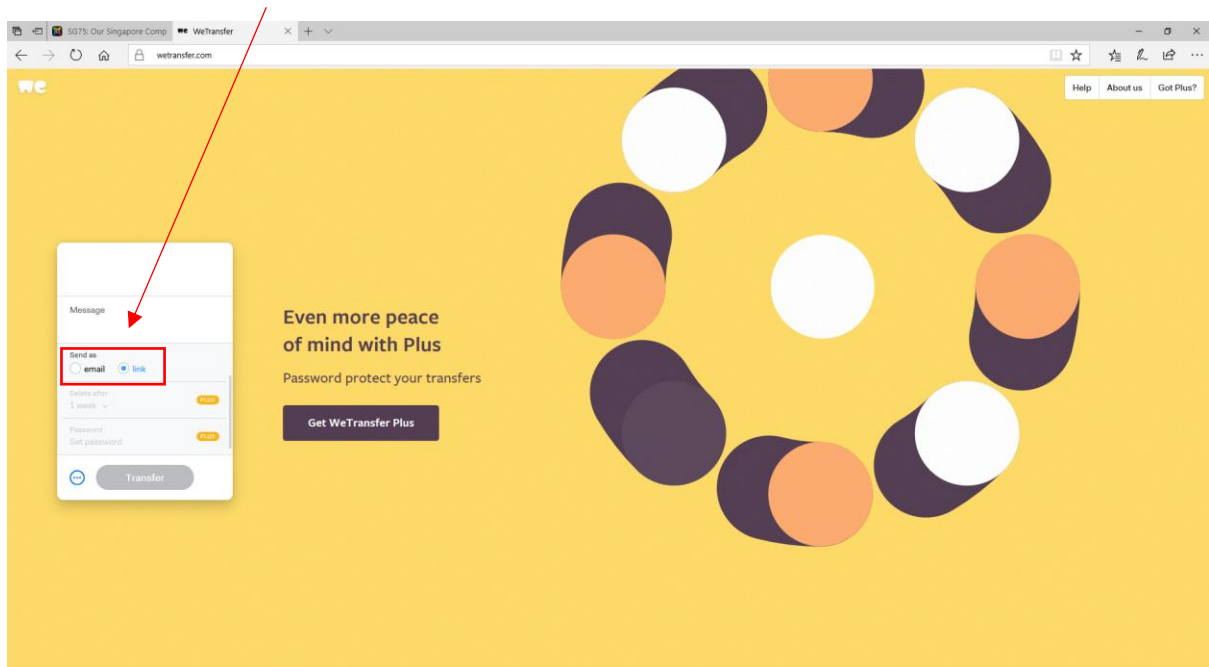 SG75: Our Singapore Comp
we WeTransfer
wetransfer.com
we
Help About us Got Plus?
Message
Send as
email link
Delete after
1 week
PLUS
Password
Set password
PLUS
Transfer
Even more peace
of mind with Plus
Password protect your transfers
Get WeTransfer Plus